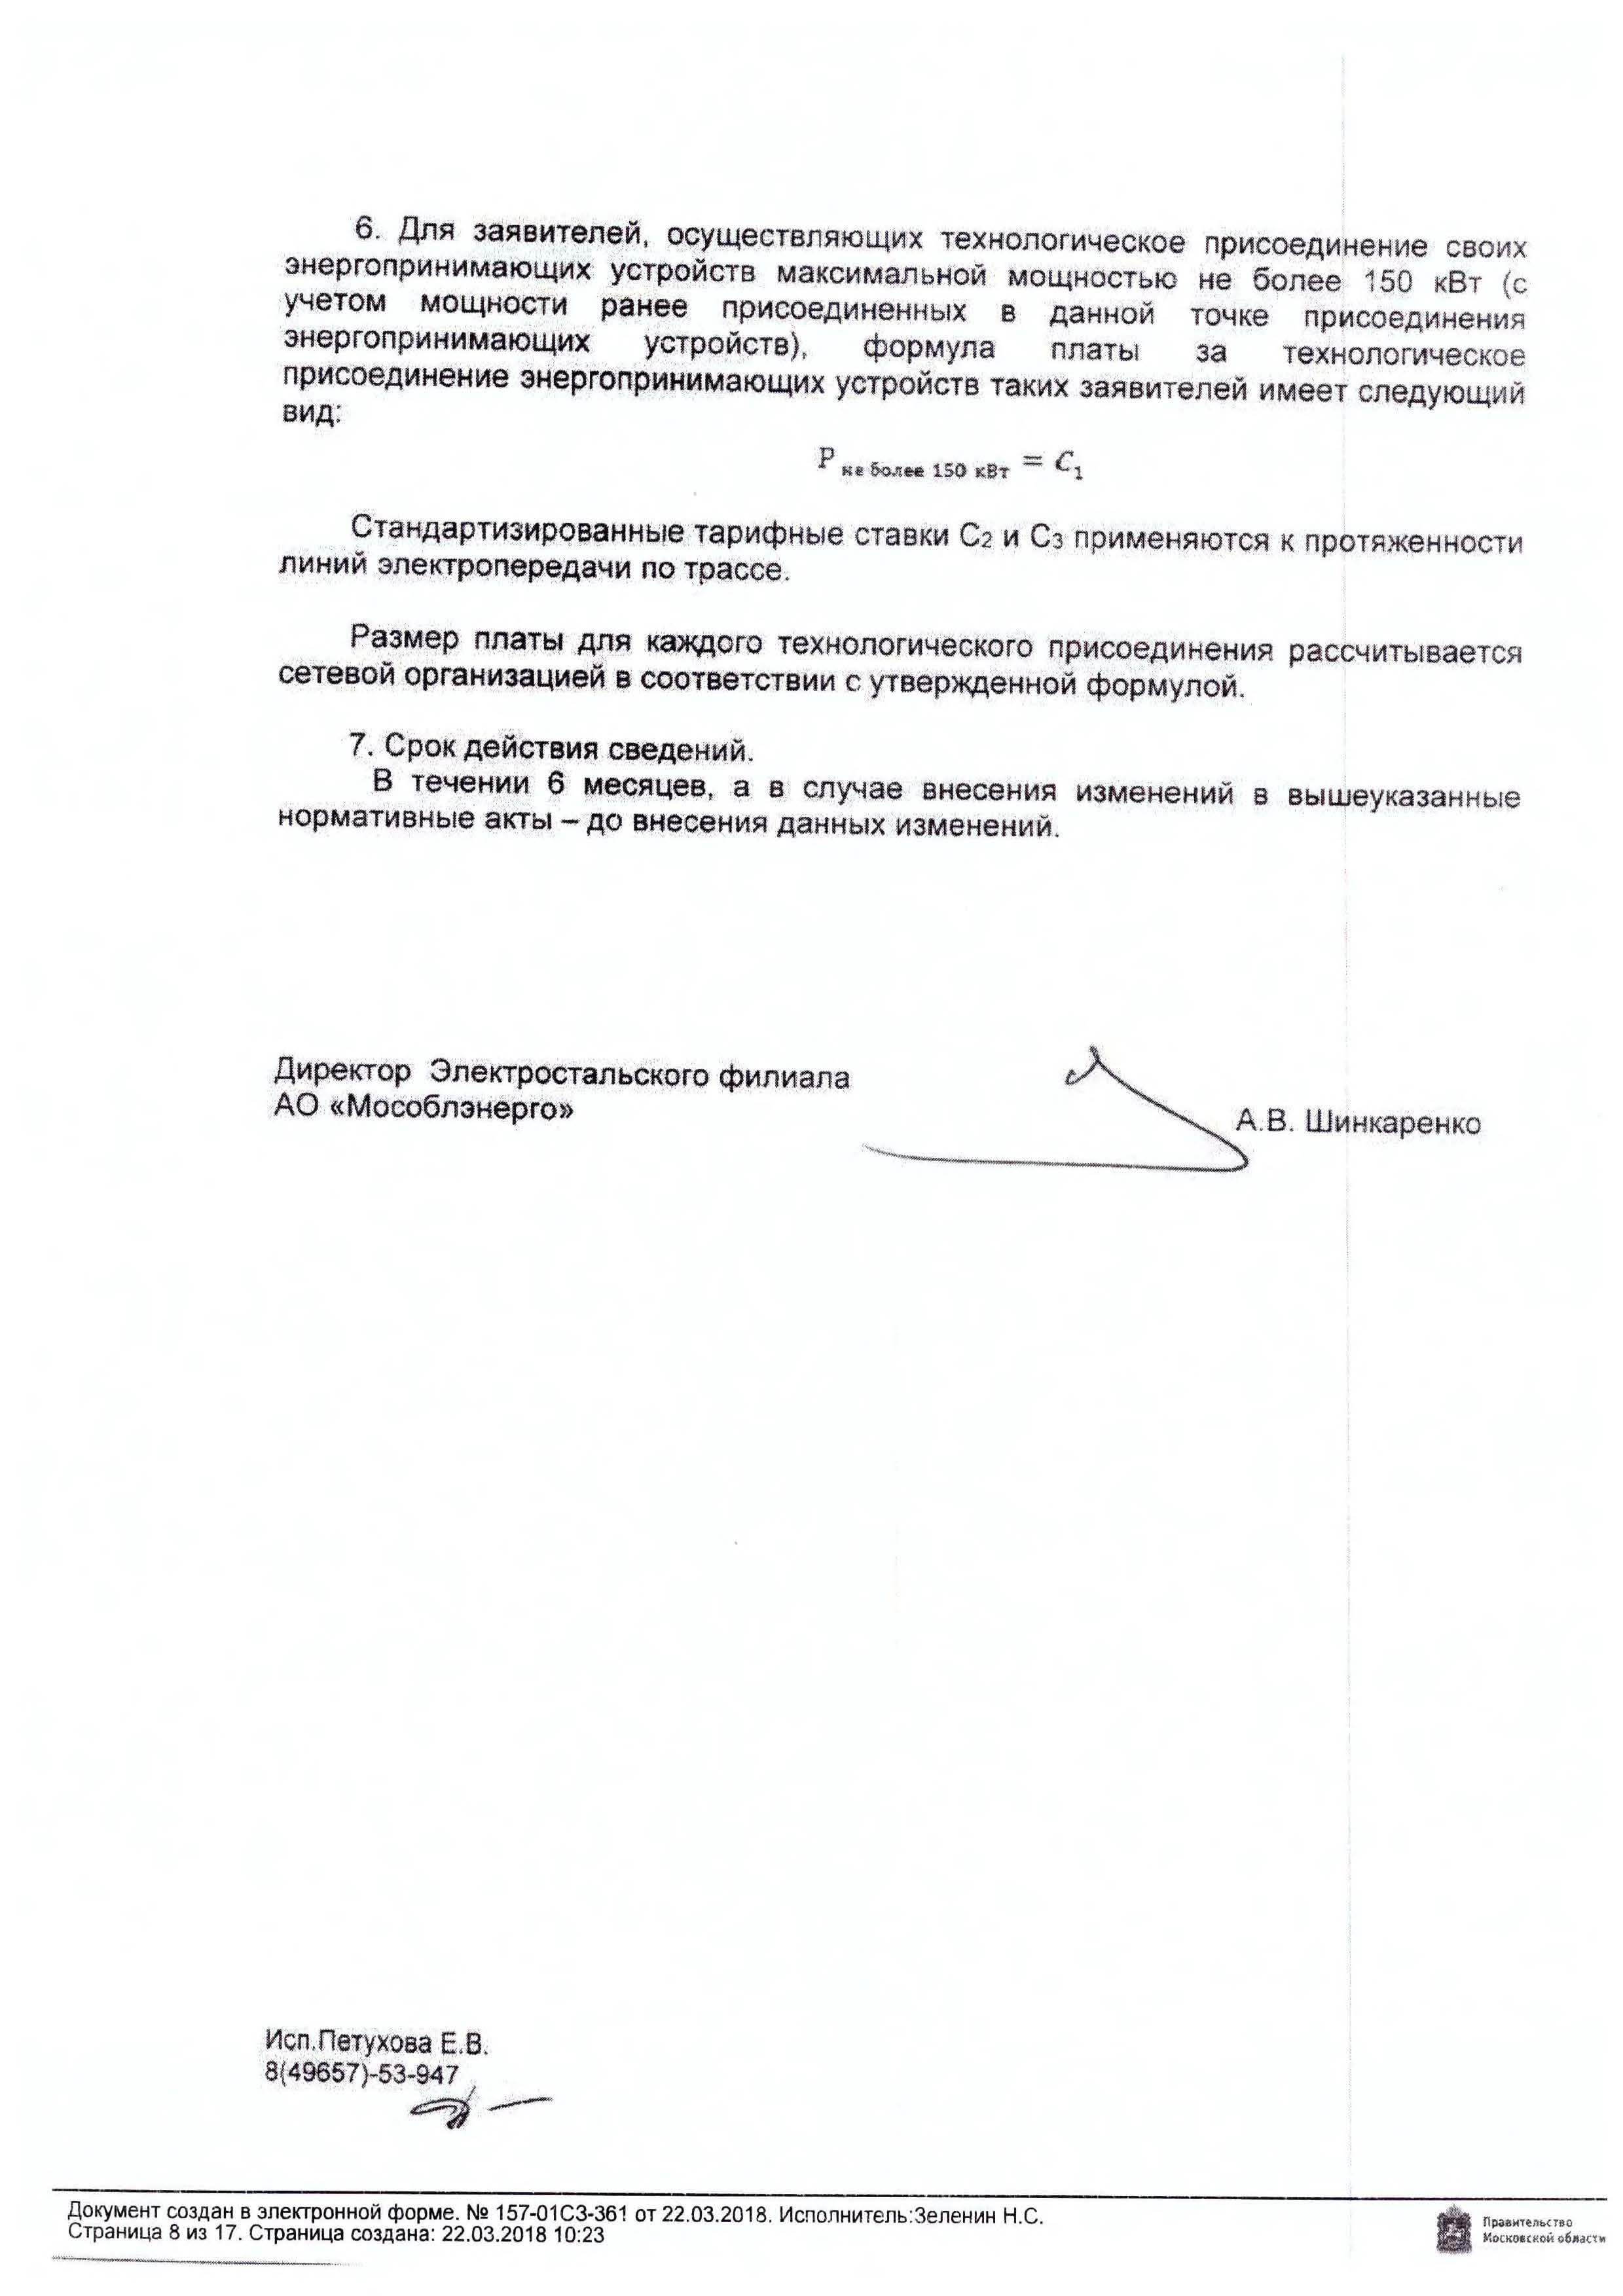 6. Для заявителей, осуществляющих технологическое присоединение своих
энергопринимающих устройств максимальной мощностью не более 150 кВт (с
учетом мощности ранее присоединенных в данной точке присоединения
энергопринимающих устройств), формула платы за технологическое
присоединение энергопринимающих устройств таких заявителей имеет следующий
вид:
P не более 150 кВт = C₁
Стандартизированные тарифные ставки С₂ и С₃ применяются к протяженности
линий электропередачи по трассе.
Размер платы для каждого технологического присоединения рассчитывается
сетевой организацией в соответствии с утвержденной формулой.
7. Срок действия сведений.
В течении 6 месяцев, а в случае внесения изменений в вышеуказанные
нормативные акты – до внесения данных изменений.
Директор Электростальского филиала
АО «Мособлэнерго»
А.В. Шинкаренко
Исп.Петухова Е.В.
8(49657)-53-947
Документ создан в электронной форме. № 157-01СЗ-361 от 22.03.2018. Исполнитель:Зеленин Н.С.
Страница 8 из 17. Страница создана: 22.03.2018 10:23
Правительство
Московской области